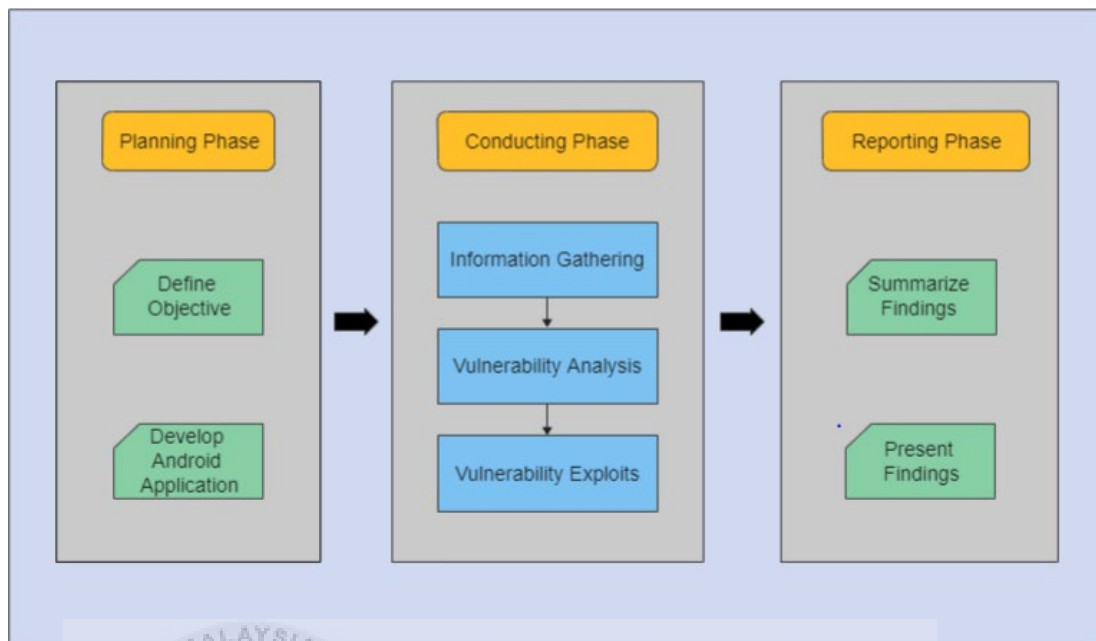 Planning Phase
Define
Objective
Develop
Android
Application
Conducting Phase
Information Gathering
Vulnerability Analysis
Vulnerability Exploits
Reporting Phase
Summarize
Findings
Present
Findings
MALAYSIA